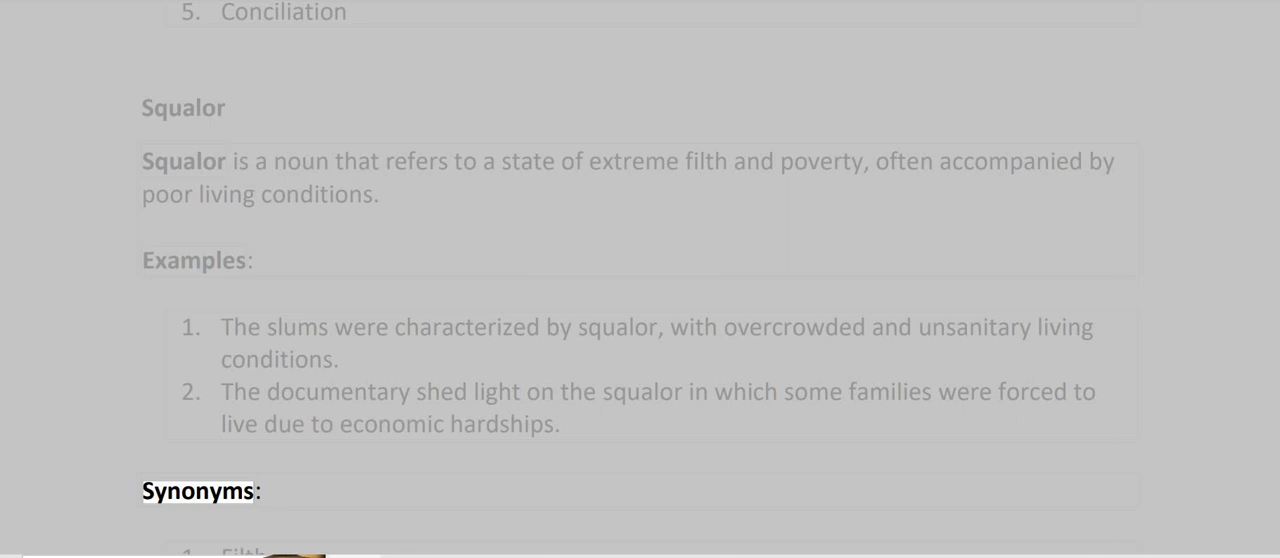 5. Conciliation
Squalor
Squalor is a noun that refers to a state of extreme filth and poverty, often accompanied by
poor living conditions.
Examples:
1. The slums were characterized by squalor, with overcrowded and unsanitary living
conditions.
2. The documentary shed light on the squalor in which some families were forced to
live due to economic hardships.
Synonyms:
1. Filth